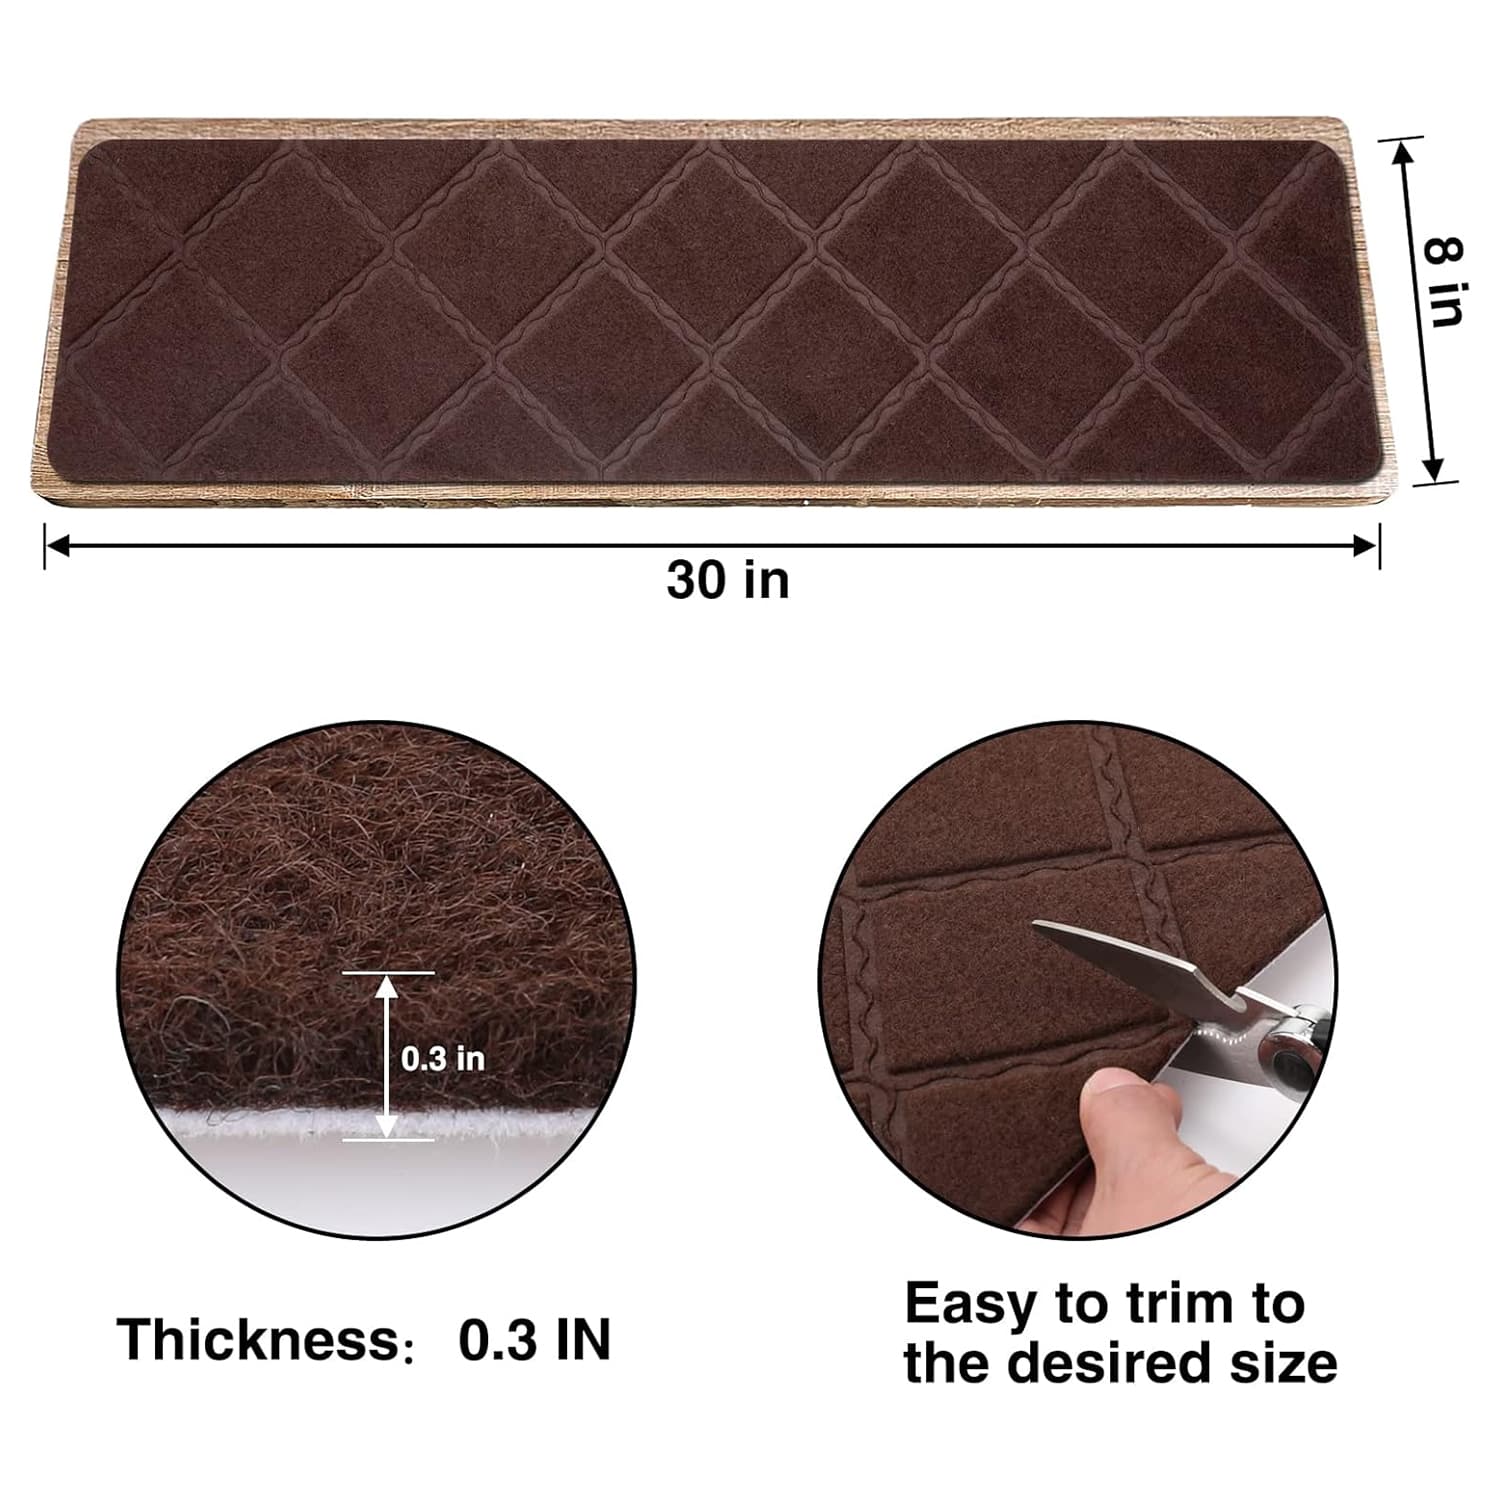 8 in
30 in
0.3 in
Thickness： 0.3 IN
Easy to trim to
the desired size